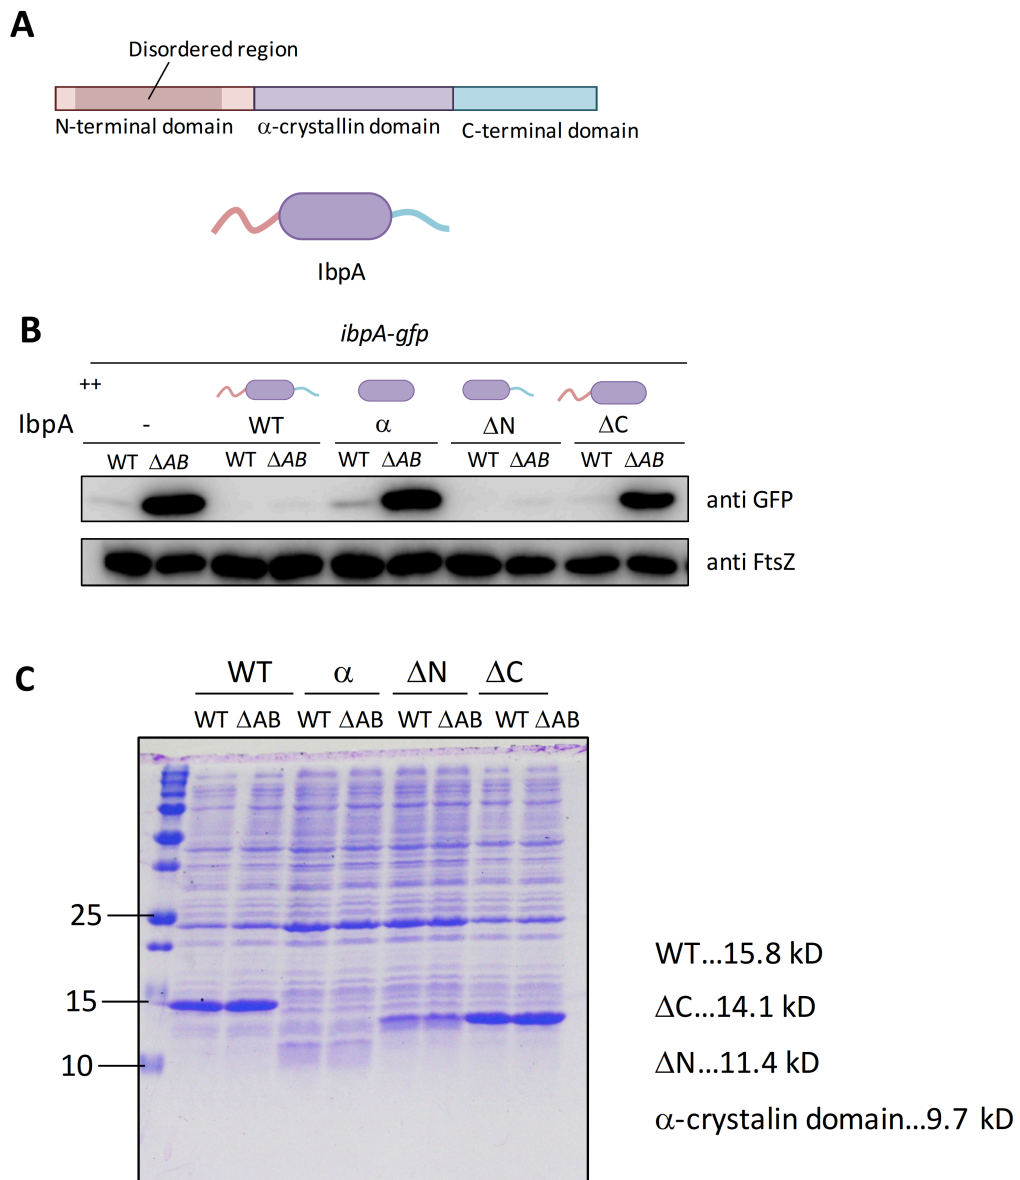 A
Disordered region
N-terminal domain α-crystallin domain C-terminal domain
IbpA
B
ibpA-gfp
++
IbpA - WT α ΔN ΔC
WT ΔAB WT ΔAB WT ΔAB WT ΔAB WT ΔAB
anti GFP
anti FtsZ
C
WT α ΔN ΔC
WT ΔAB WT ΔAB WT ΔAB WT ΔAB
25
15
10
WT...15.8 kD
ΔC...14.1 kD
ΔN...11.4 kD
α-crystalin domain...9.7 kD